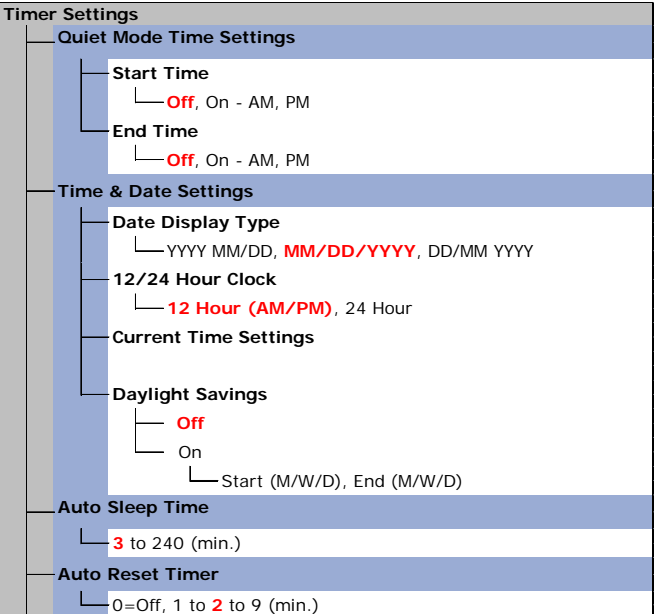 Timer Settings
Quiet Mode Time Settings
Start Time
Off, On - AM, PM
End Time
Off, On - AM, PM
Time & Date Settings
Date Display Type
YYYY MM/DD, MM/DD/YYYY, DD/MM YYYY
12/24 Hour Clock
12 Hour (AM/PM), 24 Hour
Current Time Settings
Daylight Savings
Off
On
Start (M/W/D), End (M/W/D)
Auto Sleep Time
3 to 240 (min.)
Auto Reset Timer
0=Off, 1 to 2 to 9 (min.)